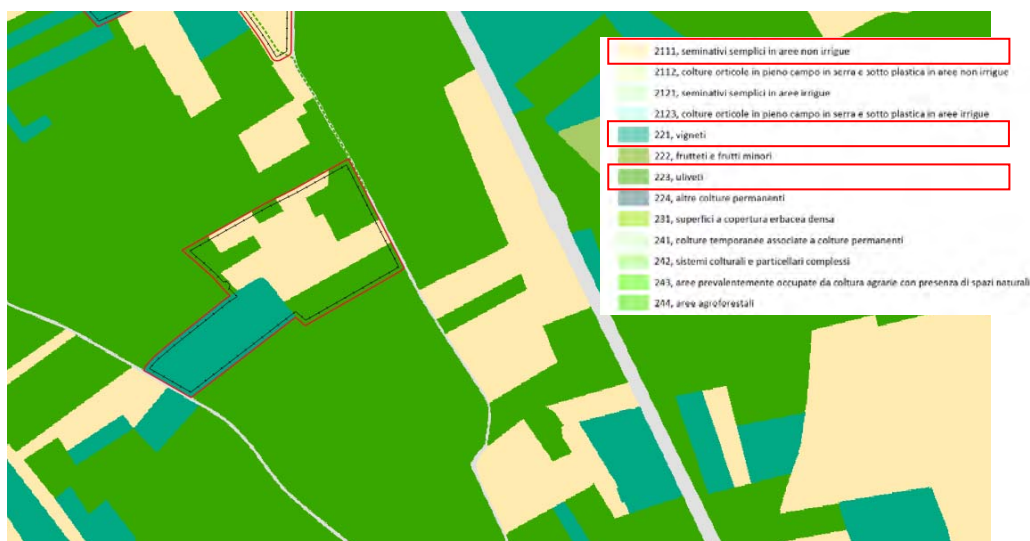 2111, seminativi semplici in aree non irrigue
2112, colture orticole in pieno campo in serra e sotto plastica in aree non irrigue
2121, seminativi semplici in aree irrigue
2123, colture orticole in pieno campo in serra e sotto plastica in aree irrigue
221, vigneti
222, frutteti e frutti minori
223, uliveti
224, altre colture permanenti
231, superfici a copertura erbacea densa
241, colture temporanee associate a colture permanenti
242, sistemi colturali e particellari complessi
243, aree prevalentemente occupate da coltura agrarie con presenza di spazi naturali
244, aree agroforestali